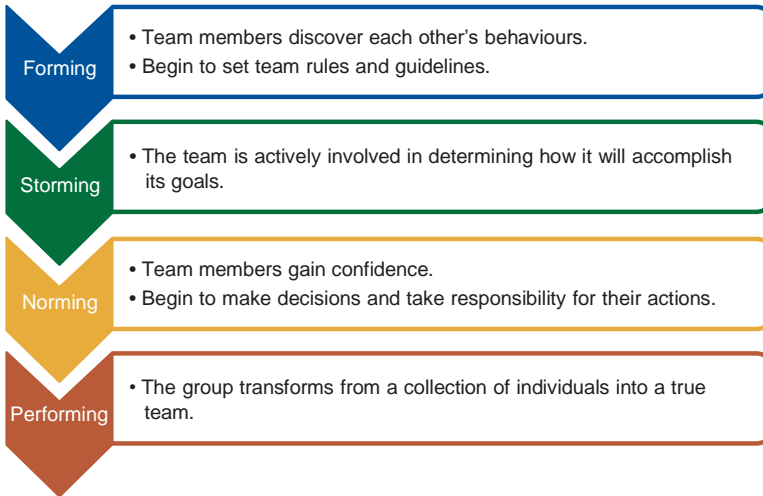 Forming
• Team members discover each other’s behaviours.
• Begin to set team rules and guidelines.
Storming
• The team is actively involved in determining how it will accomplish
its goals.
Norming
• Team members gain confidence.
• Begin to make decisions and take responsibility for their actions.
Performing
• The group transforms from a collection of individuals into a true
team.